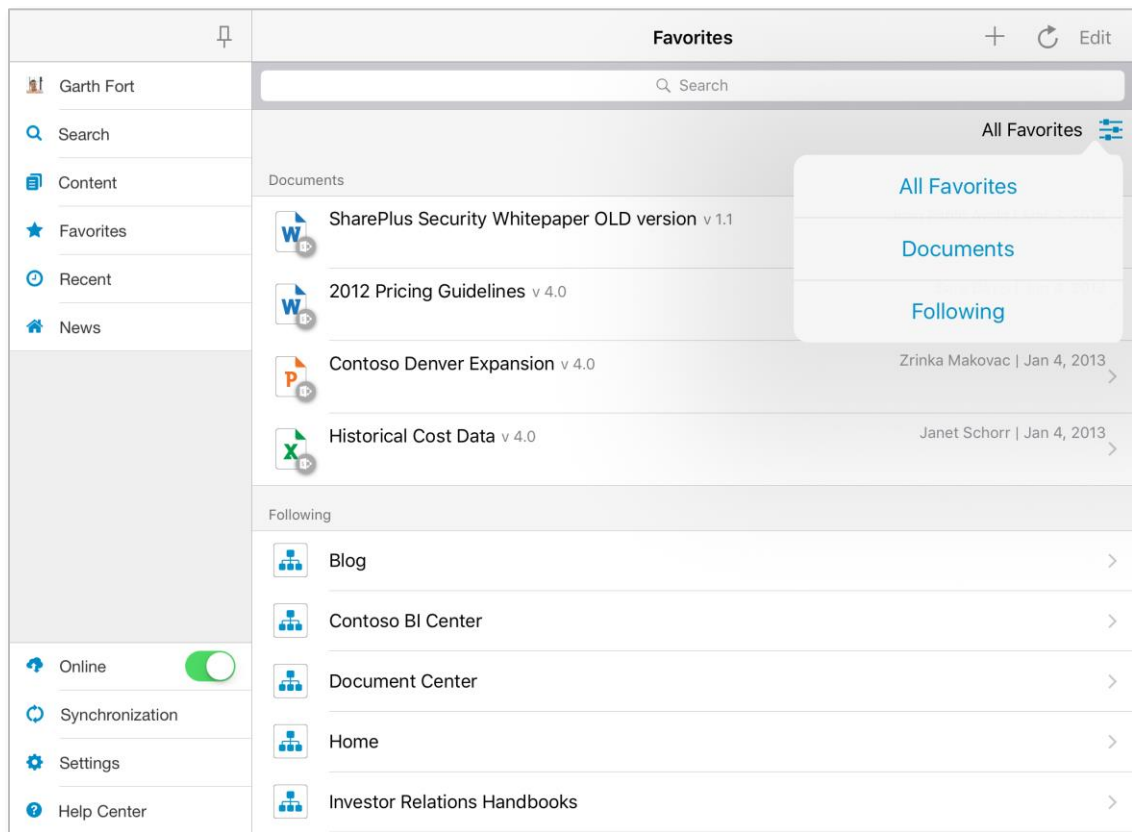 Favorites
Edit
Garth Fort
Search
Content
Favorites
Recent
News
Online
Synchronization
Settings
Help Center
Search
All Favorites
All Favorites
Documents
Following
Documents
SharePlus Security Whitepaper OLD version v 1.1
2012 Pricing Guidelines v 4.0
Contoso Denver Expansion v 4.0 Zrinka Makovac | Jan 4, 2013
Historical Cost Data v 4.0 Janet Schorr | Jan 4, 2013
Following
Blog
Contoso BI Center
Document Center
Home
Investor Relations Handbooks